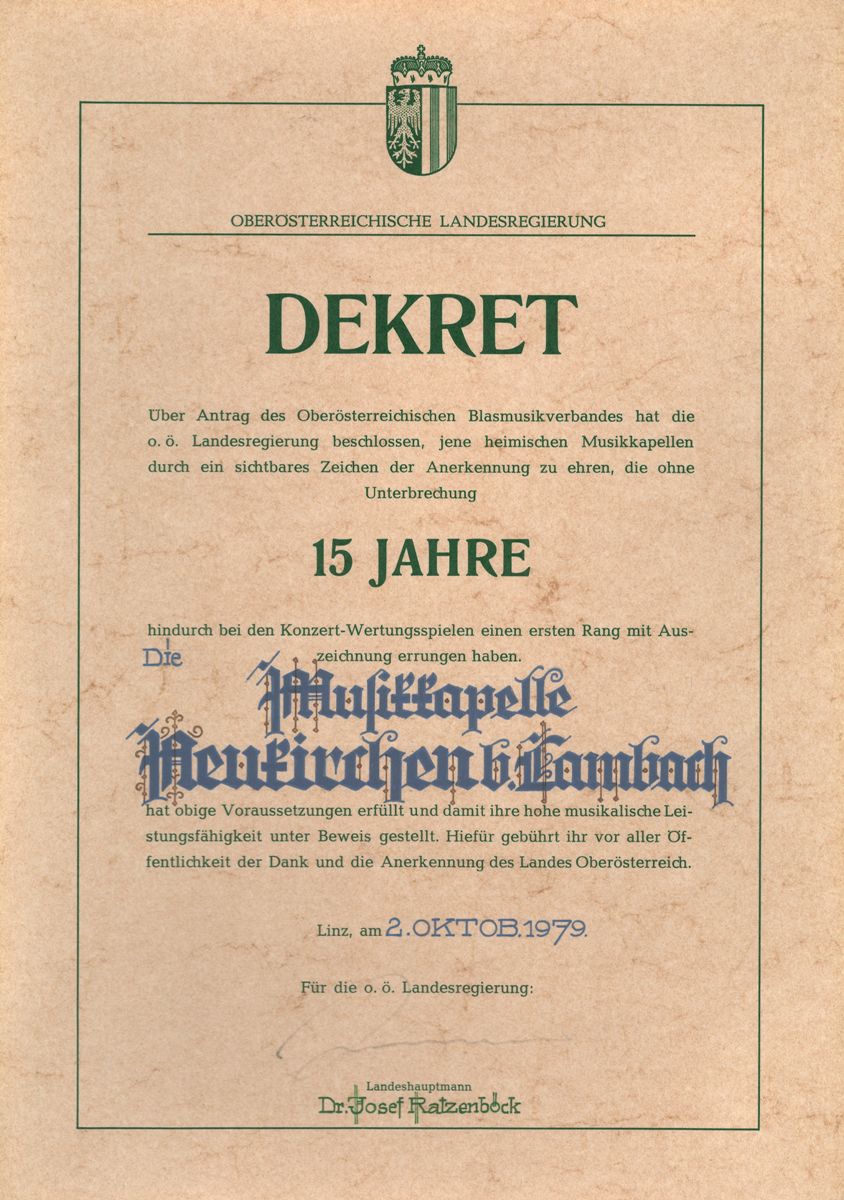 OBERÖSTERREICHISCHE LANDESREGIERUNG
DEKRET
Über Antrag des Oberösterreichischen Blasmusikverbandes hat die
o. ö. Landesregierung beschlossen, jene heimischen Musikkapellen
durch ein sichtbares Zeichen der Anerkennung zu ehren, die ohne
Unterbrechung
15 JAHRE
hindurch bei den Konzert-Wertungsspielen einen ersten Rang mit Aus-
zeichnung errungen haben.
Die
Musikkapelle
Neukirchen b. Lambach
hat obige Voraussetzungen erfüllt und damit ihre hohe musikalische Lei-
stungsfähigkeit unter Beweis gestellt. Hiefür gebührt ihr vor aller Öf-
fentlichkeit der Dank und die Anerkennung des Landes Oberösterreich.
Linz, am 2. OKTOB. 1979.
Für die o. ö. Landesregierung:
Landeshauptmann
Dr. Josef Ratzenböck